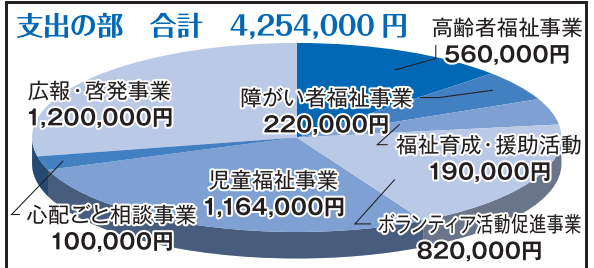 支出の部　合計　4,254,000円
高齢者福祉事業
560,000円
障がい者福祉事業
220,000円
福祉育成・援助活動
190,000円
ボランティア活動促進事業
820,000円
児童福祉事業
1,164,000円
心配ごと相談事業
100,000円
広報・啓発事業
1,200,000円